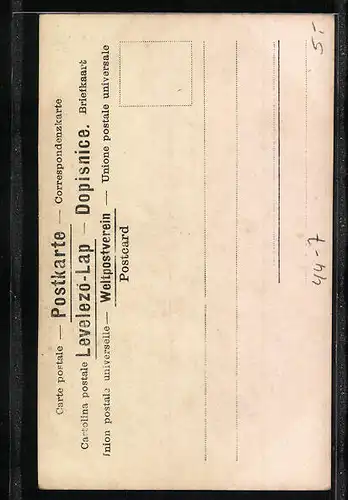 Carte postale — Postkarte — Correspondenzkarte
Cartolina postale Levelezö-Lap — Dopisnice. Briefkaart
Union postale universelle — Weltpostverein — Unione postale universale
Postcard
5.-
44-7